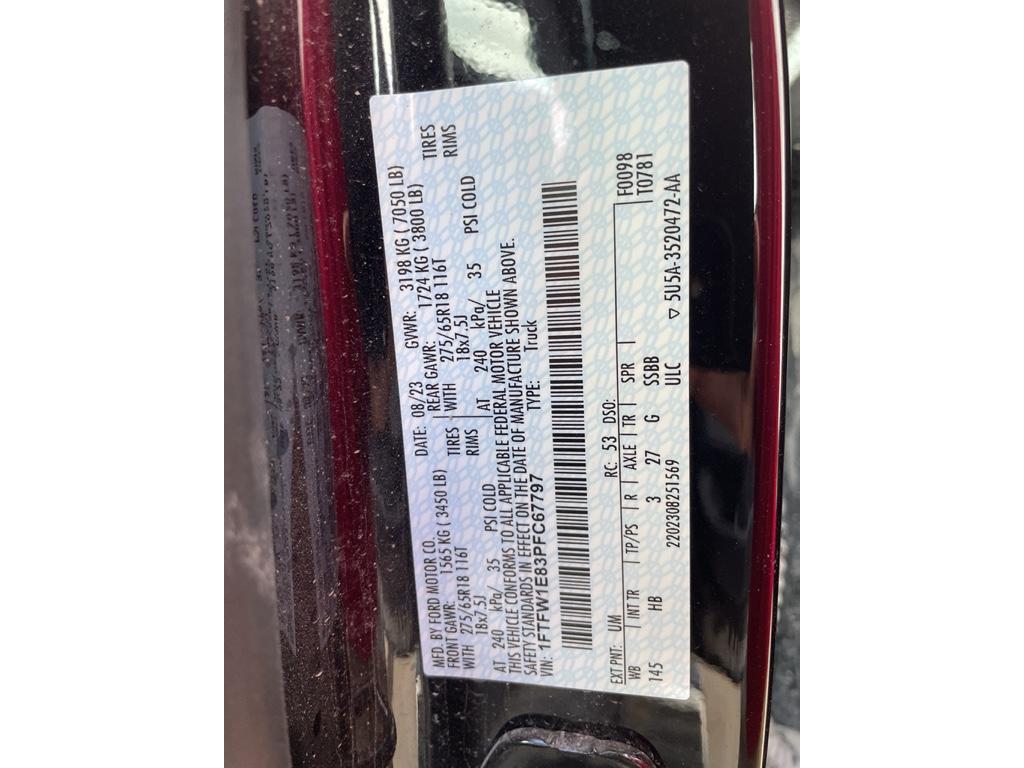 MFD. BY FORD MOTOR CO. DATE: 08/23 GVWR: 3198 KG ( 7050 LB)
FRONT GAWR: 1565 KG ( 3450 LB) REAR GAWR: 1724 KG ( 3800 LB)
WITH 275/65R18 116T TIRES WITH 275/65R18 116T TIRES
18x7.5J RIMS 18x7.5J RIMS
AT 240 kPa/ 35 PSI COLD AT 240 kPa/ 35 PSI COLD
THIS VEHICLE CONFORMS TO ALL APPLICABLE FEDERAL MOTOR VEHICLE
SAFETY STANDARDS IN EFFECT ON THE DATE OF MANUFACTURE SHOWN ABOVE.
VIN: 1FTFW1E83PFC67797 TYPE: Truck
EXT PNT: UM RC: 53 DSO: F0098
WB INT TR TP/PS R AXLE TR SPR T0781
145 HB 3 27 G SSBB
2202308251569 ULC ▽ 5U5A-3520472-AA